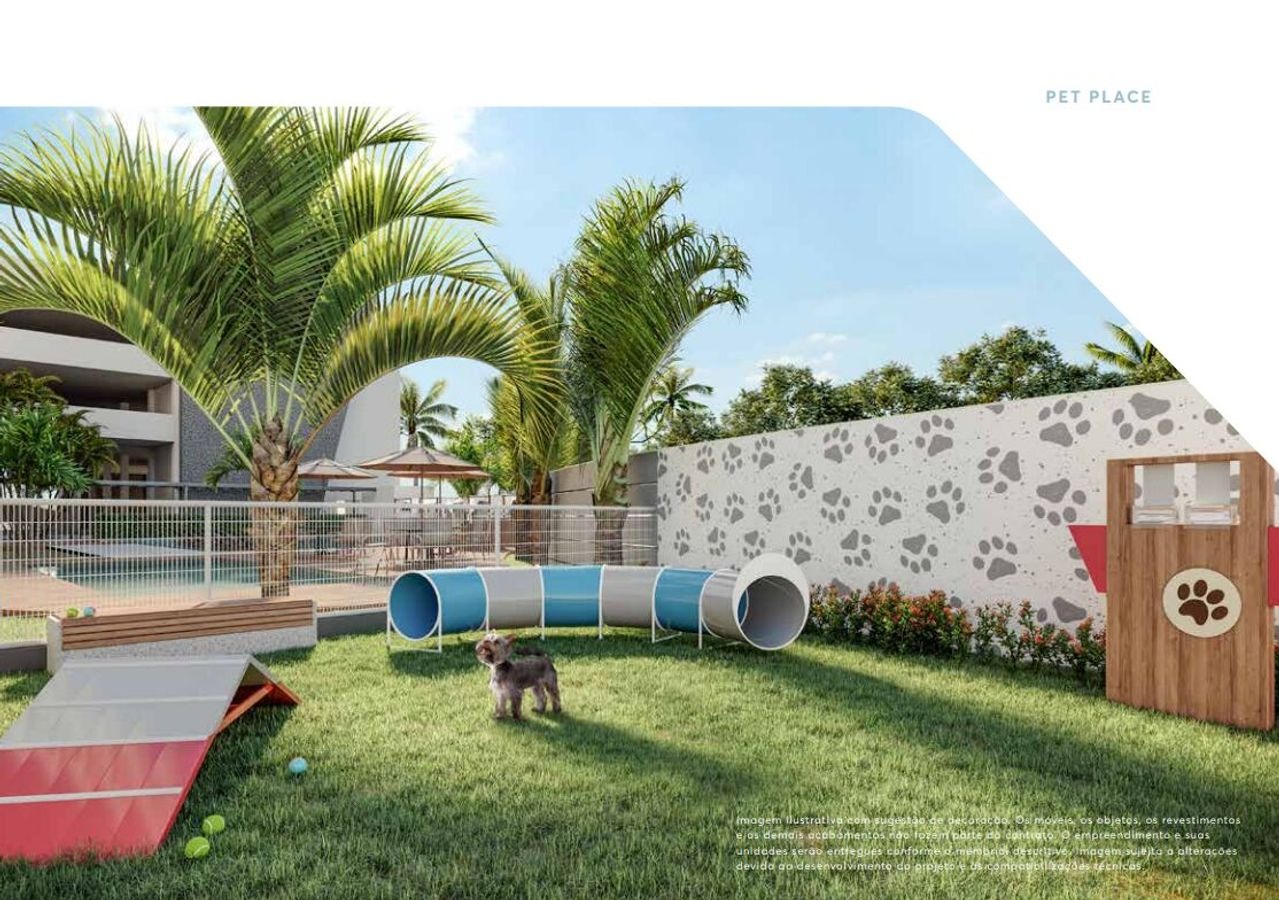 PET PLACE
Imagem ilustrativa com sugestão de decoração. Os móveis, os objetos, os revestimentos
e os demais acabamentos não fazem parte do contrato. O empreendimento e suas
unidades serão entregues conforme o memorial descritivo. Imagem sujeita a alterações
devido ao desenvolvimento do projeto e às compatibilizações técnicas.